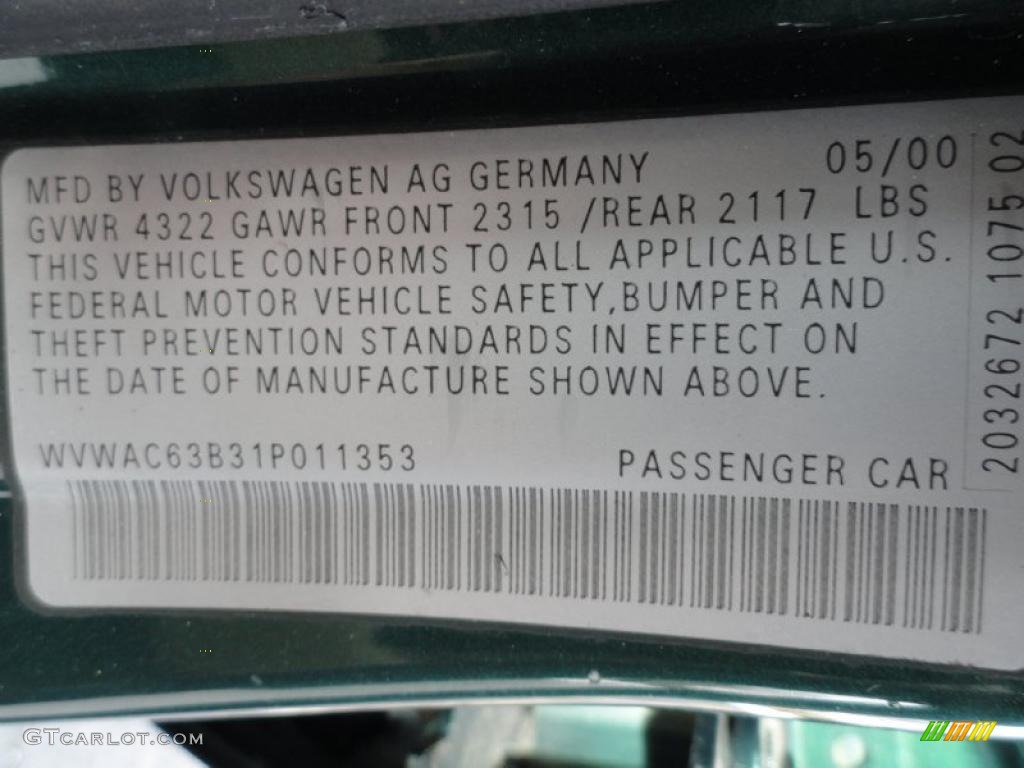 MFD BY VOLKSWAGEN AG GERMANY 05/00
GVWR 4322 GAWR FRONT 2315 /REAR 2117 LBS
THIS VEHICLE CONFORMS TO ALL APPLICABLE U.S.
FEDERAL MOTOR VEHICLE SAFETY,BUMPER AND
THEFT PREVENTION STANDARDS IN EFFECT ON
THE DATE OF MANUFACTURE SHOWN ABOVE.
WVWAC63B31P011353 PASSENGER CAR
2032672 1075 02
GTCARLOT.COM